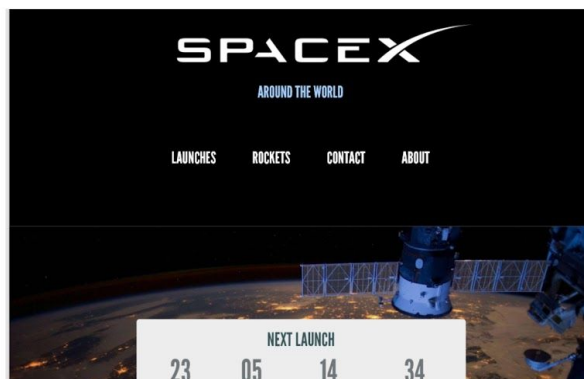 SPACEX
AROUND THE WORLD
LAUNCHES ROCKETS CONTACT ABOUT
NEXT LAUNCH
23 05 14 34